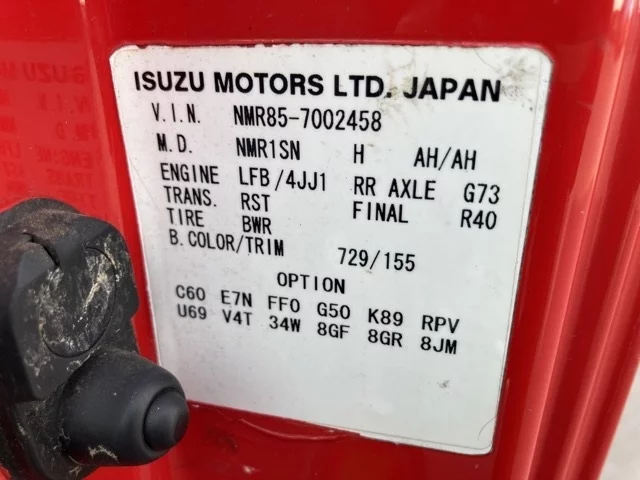 ISUZU MOTORS LTD. JAPAN
V.I.N. NMR85-7002458
M.D. NMR1SN H AH/AH
ENGINE LFB/4JJ1 RR AXLE G73
TRANS. RST FINAL R40
TIRE BWR
B.COLOR/TRIM 729/155
OPTION
C60 E7N FF0 G50 K89 RPV
U69 V4T 34W 8GF 8GR 8JM